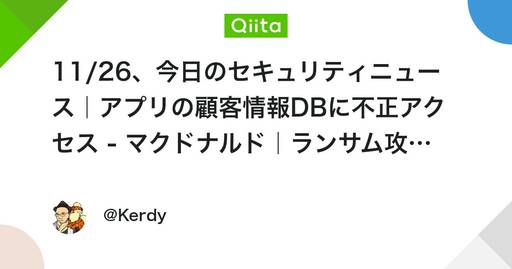 Qiita
11/26、今日のセキュリティニュー
ス｜アプリの顧客情報DBに不正アク
セス - マクドナルド｜ランサム攻…
@Kerdy